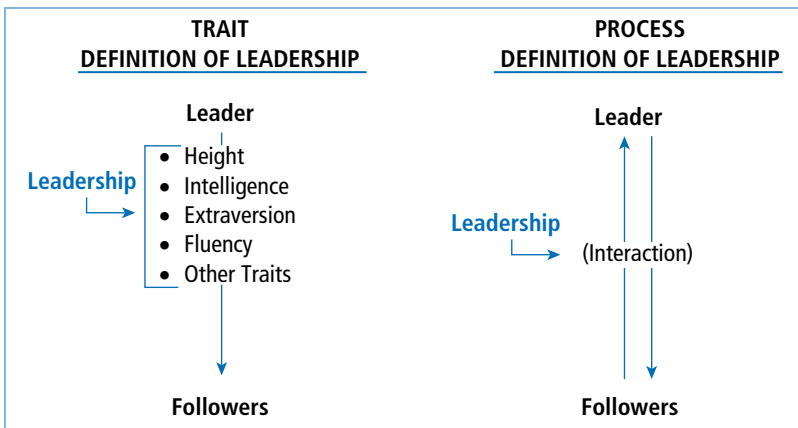 TRAIT
DEFINITION OF LEADERSHIP
Leader
Leadership
• Height
• Intelligence
• Extraversion
• Fluency
• Other Traits
Followers
PROCESS
DEFINITION OF LEADERSHIP
Leader
Leadership
(Interaction)
Followers